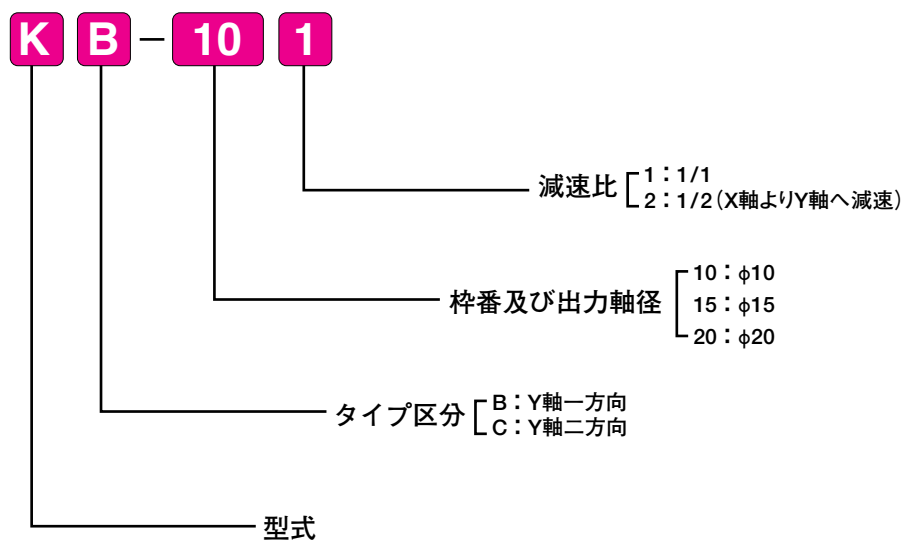 K B − 10 1
減速比
1：1/1
2：1/2（X軸よりY軸へ減速）
枠番及び出力軸径
10：φ10
15：φ15
20：φ20
タイプ区分
B：Y軸一方向
C：Y軸二方向
型式